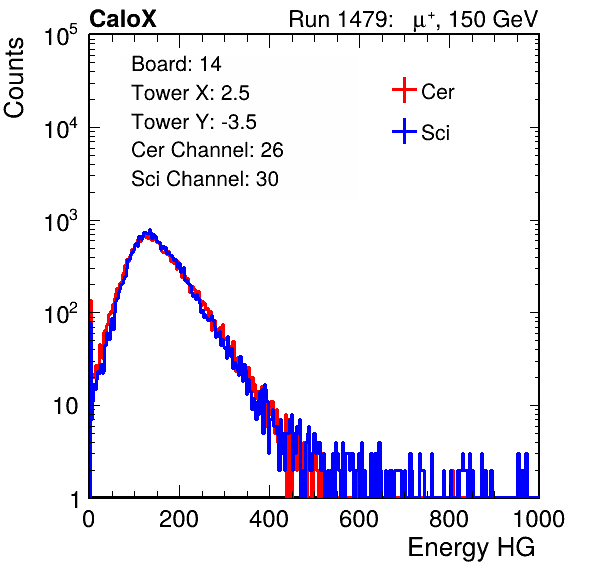 CaloX Run 1479: μ⁺, 150 GeV
Counts
10⁵
10⁴
10³
10²
10
1
Board: 14
Tower X: 2.5
Tower Y: -3.5
Cer Channel: 26
Sci Channel: 30
Cer
Sci
0 200 400 600 800 1000
Energy HG